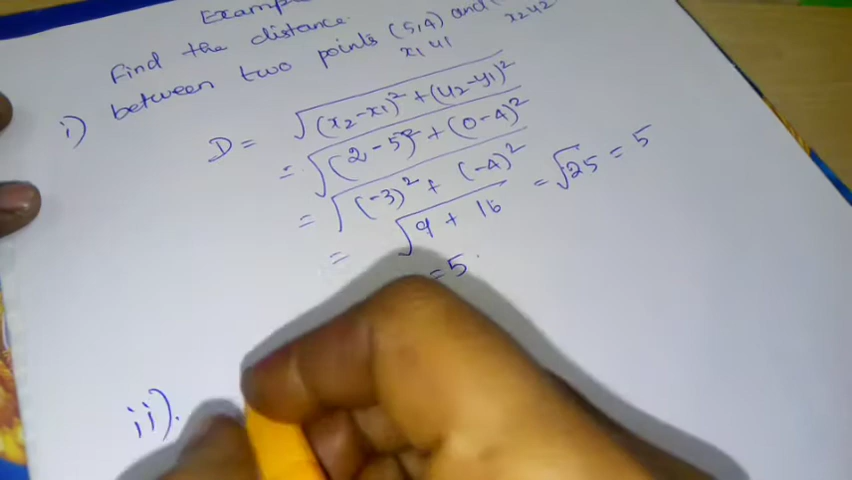 Examp
Find the distance.
i) between two points (5,4) and (
x1 y1 x2 y2
D = √(x2-x1)² + (y2-y1)²
= √(2-5)² + (0-4)²
= √(-3)² + (-4)²
= √9 + 16 = √25 = 5
= 5.
ii).